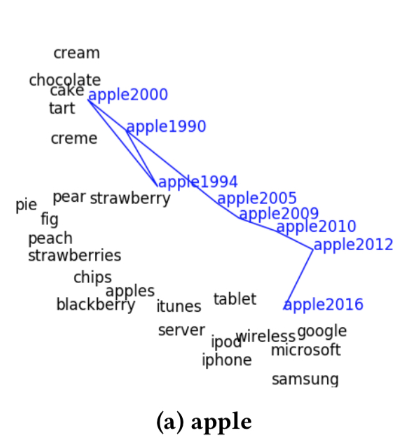 cream
chocolate
cake
apple2000
tart
apple1990
creme
apple1994
pear
strawberry
apple2005
pie
fig
apple2009
apple2010
peach
apple2012
strawberries
chips
apples
blackberry
itunes
tablet
apple2016
server
ipod
wireless
google
iphone
microsoft
samsung
(a) apple